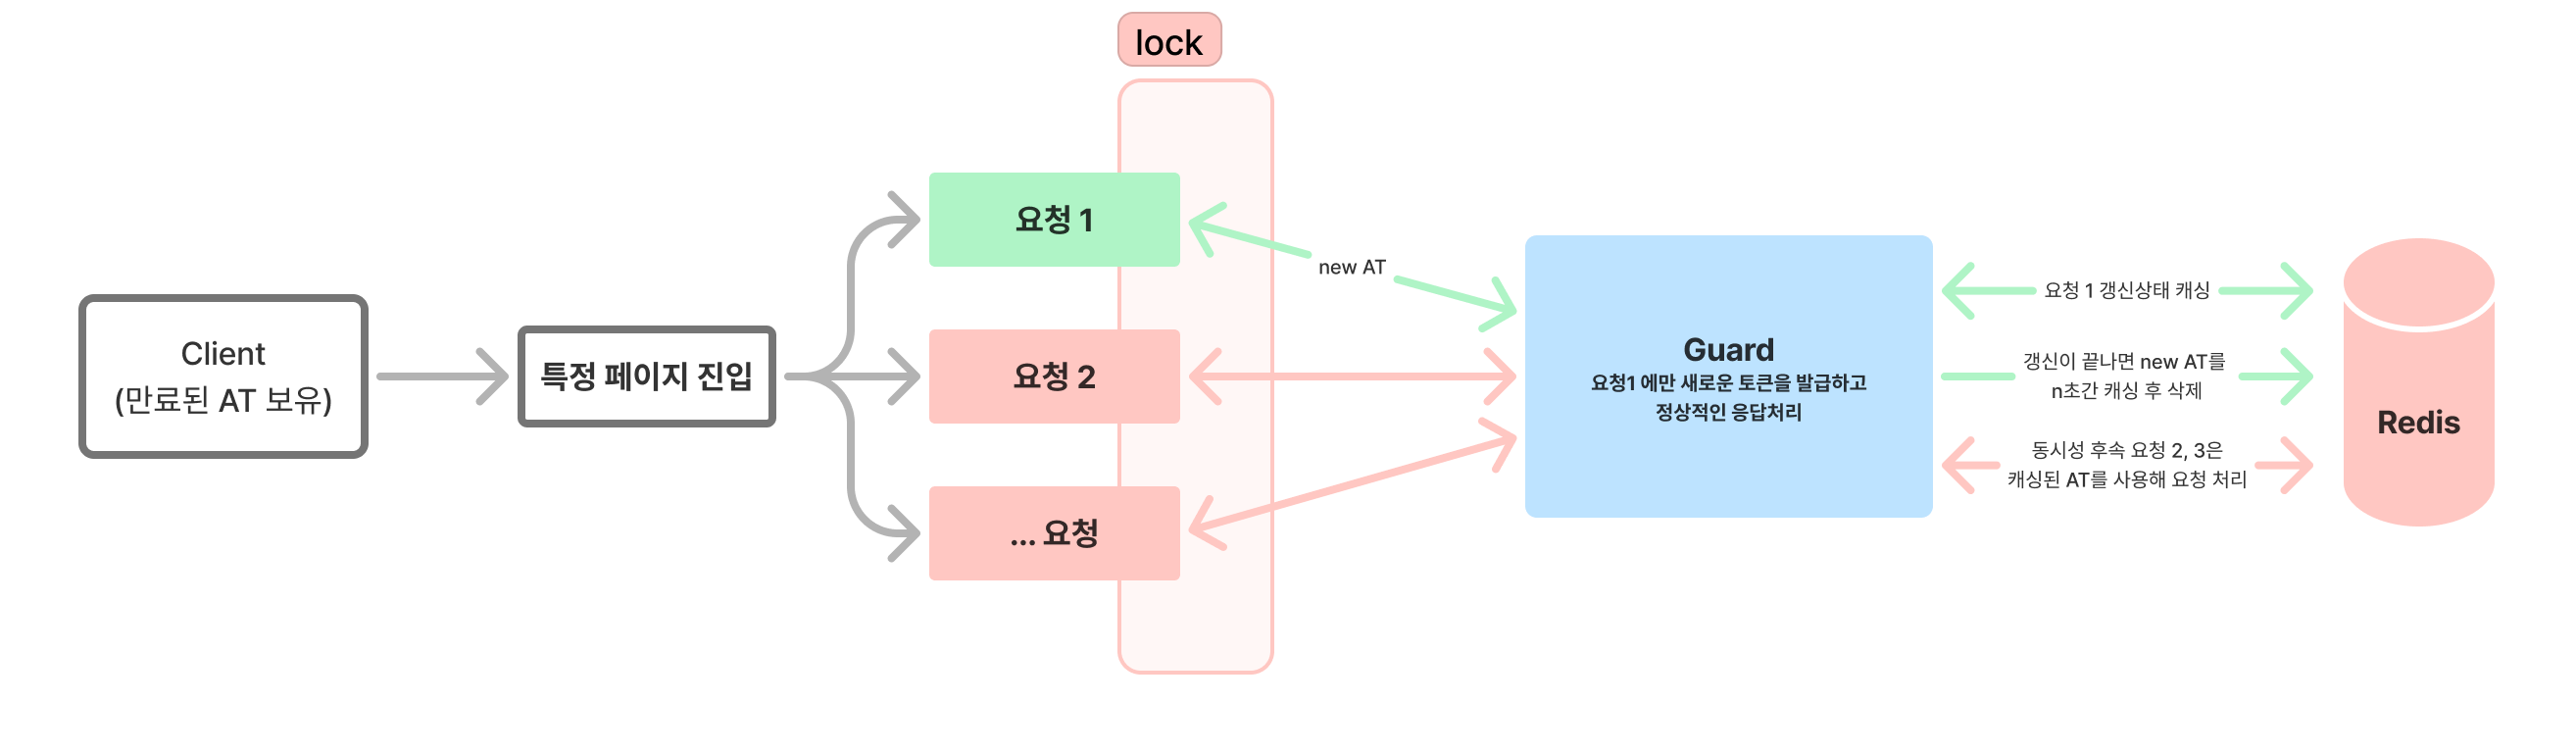 lock
Client
(만료된 AT 보유)
특정 페이지 진입
요청 1
요청 2
... 요청
new AT
Guard
요청1 에만 새로운 토큰을 발급하고
정상적인 응답처리
요청 1 갱신상태 캐싱
갱신이 끝나면 new AT를
n초간 캐싱 후 삭제
동시성 후속 요청 2, 3은
캐싱된 AT를 사용해 요청 처리
Redis